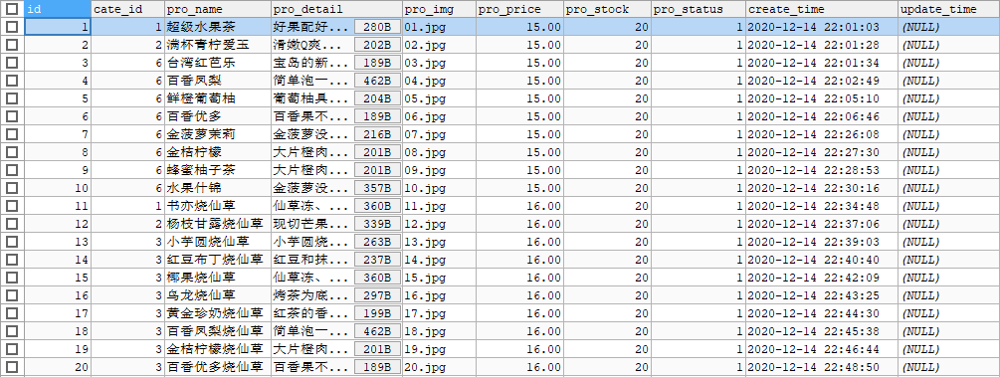 id cate_id pro_name pro_detail pro_img pro_price pro_stock pro_status create_time update_time
1 1 超级水果茶 好果配好... 280B 01.jpg 15.00 20 1 2020-12-14 22:01:03 (NULL)
2 2 满杯青柠爱玉 滑嫩Q爽... 202B 02.jpg 15.00 20 1 2020-12-14 22:01:28 (NULL)
3 6 台湾红芭乐 宝岛的新... 189B 03.jpg 15.00 20 1 2020-12-14 22:01:34 (NULL)
4 6 百香凤梨 简单泡一... 462B 04.jpg 15.00 20 1 2020-12-14 22:02:49 (NULL)
5 6 鲜橙葡萄柚 葡萄柚具... 204B 05.jpg 15.00 20 1 2020-12-14 22:05:10 (NULL)
6 6 百香优多 百香果不... 189B 06.jpg 15.00 20 1 2020-12-14 22:06:46 (NULL)
7 6 金菠萝茉莉 金菠萝没... 216B 07.jpg 15.00 20 1 2020-12-14 22:26:08 (NULL)
8 6 金桔柠檬 大片橙肉... 201B 08.jpg 15.00 20 1 2020-12-14 22:27:30 (NULL)
9 6 蜂蜜柚子茶 大片橙肉... 201B 09.jpg 15.00 20 1 2020-12-14 22:28:53 (NULL)
10 6 水果什锦 金菠萝没... 357B 10.jpg 15.00 20 1 2020-12-14 22:30:16 (NULL)
11 1 书亦烧仙草 仙草冻、... 360B 11.jpg 16.00 20 1 2020-12-14 22:34:48 (NULL)
12 2 杨枝甘露烧仙草 现切芒果... 339B 12.jpg 16.00 20 1 2020-12-14 22:37:06 (NULL)
13 3 小芋圆烧仙草 小芋圆烧... 263B 13.jpg 16.00 20 1 2020-12-14 22:39:03 (NULL)
14 3 红豆布丁烧仙草 红豆和抹... 237B 14.jpg 16.00 20 1 2020-12-14 22:40:40 (NULL)
15 3 椰果烧仙草 仙草冻、... 360B 15.jpg 16.00 20 1 2020-12-14 22:42:09 (NULL)
16 3 乌龙烧仙草 烤茶为底... 297B 16.jpg 16.00 20 1 2020-12-14 22:43:25 (NULL)
17 3 黄金珍奶烧仙草 红茶的香... 199B 17.jpg 16.00 20 1 2020-12-14 22:44:30 (NULL)
18 3 百香凤梨烧仙草 简单泡一... 462B 18.jpg 16.00 20 1 2020-12-14 22:45:38 (NULL)
19 3 金桔柠檬烧仙草 大片橙肉... 201B 19.jpg 16.00 20 1 2020-12-14 22:46:44 (NULL)
20 3 百香优多烧仙草 百香果不... 189B 20.jpg 16.00 20 1 2020-12-14 22:48:50 (NULL)